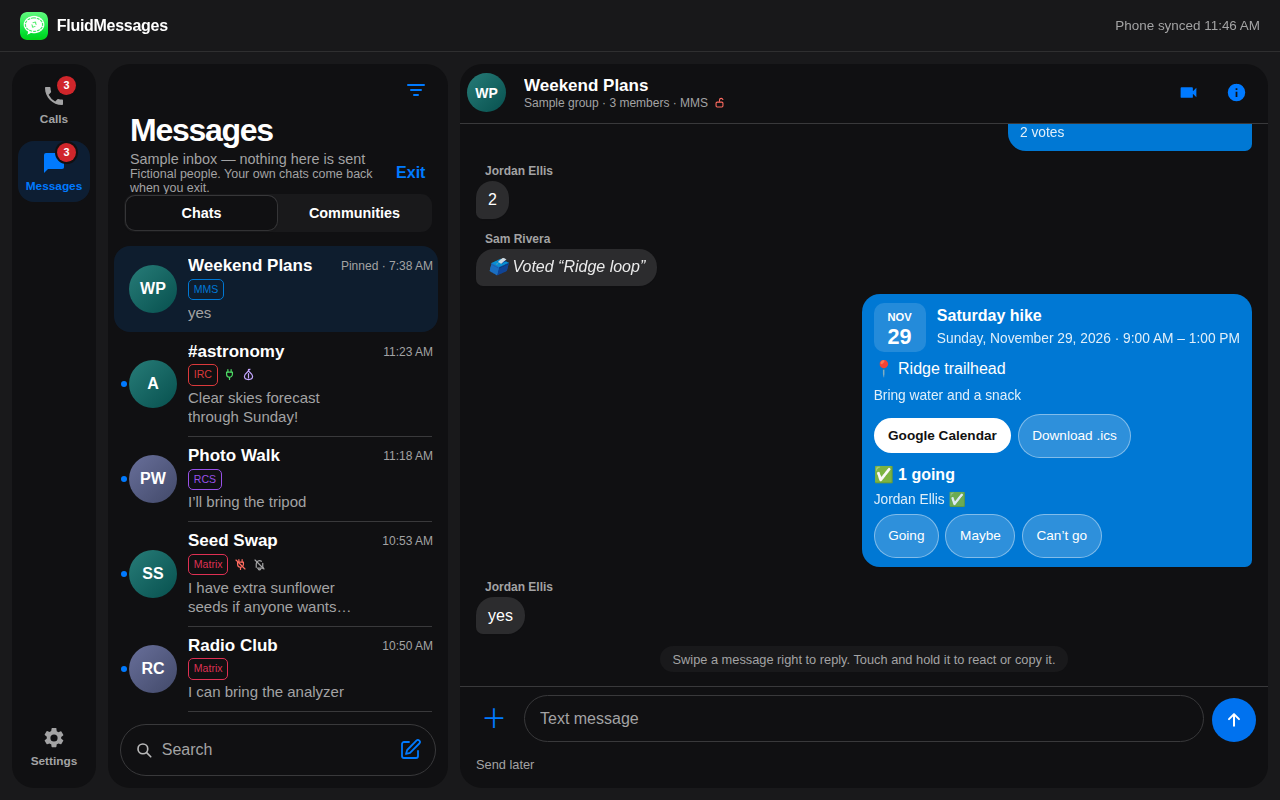 FluidMessages
Phone synced 11:46 AM
3
Calls
3
Messages
Settings
Messages
Sample inbox — nothing here is sent
Fictional people. Your own chats come back
when you exit.
Exit
Chats
Communities
WP
Weekend Plans
Pinned · 7:38 AM
MMS
yes
A
#astronomy
11:23 AM
IRC
Clear skies forecast
through Sunday!
PW
Photo Walk
11:18 AM
RCS
I’ll bring the tripod
SS
Seed Swap
10:53 AM
Matrix
I have extra sunflower
seeds if anyone wants…
RC
Radio Club
10:50 AM
Matrix
I can bring the analyzer
Search
WP
Weekend Plans
Sample group · 3 members · MMS
2 votes
Jordan Ellis
2
Sam Rivera
🗳️ Voted “Ridge loop”
NOV
29
Saturday hike
Sunday, November 29, 2026 · 9:00 AM – 1:00 PM
📍 Ridge trailhead
Bring water and a snack
Google Calendar
Download .ics
✅ 1 going
Jordan Ellis ✅
Going
Maybe
Can’t go
Jordan Ellis
yes
Swipe a message right to reply. Touch and hold it to react or copy it.
Text message
Send later